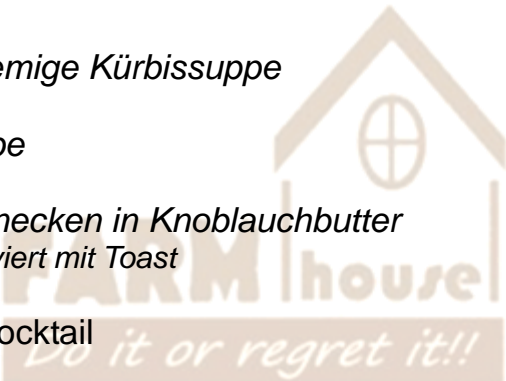 emige Kürbissuppe
pe
necken in Knoblauchbutter
viert mit Toast
ocktail
FARM house
Do it or regret it!!